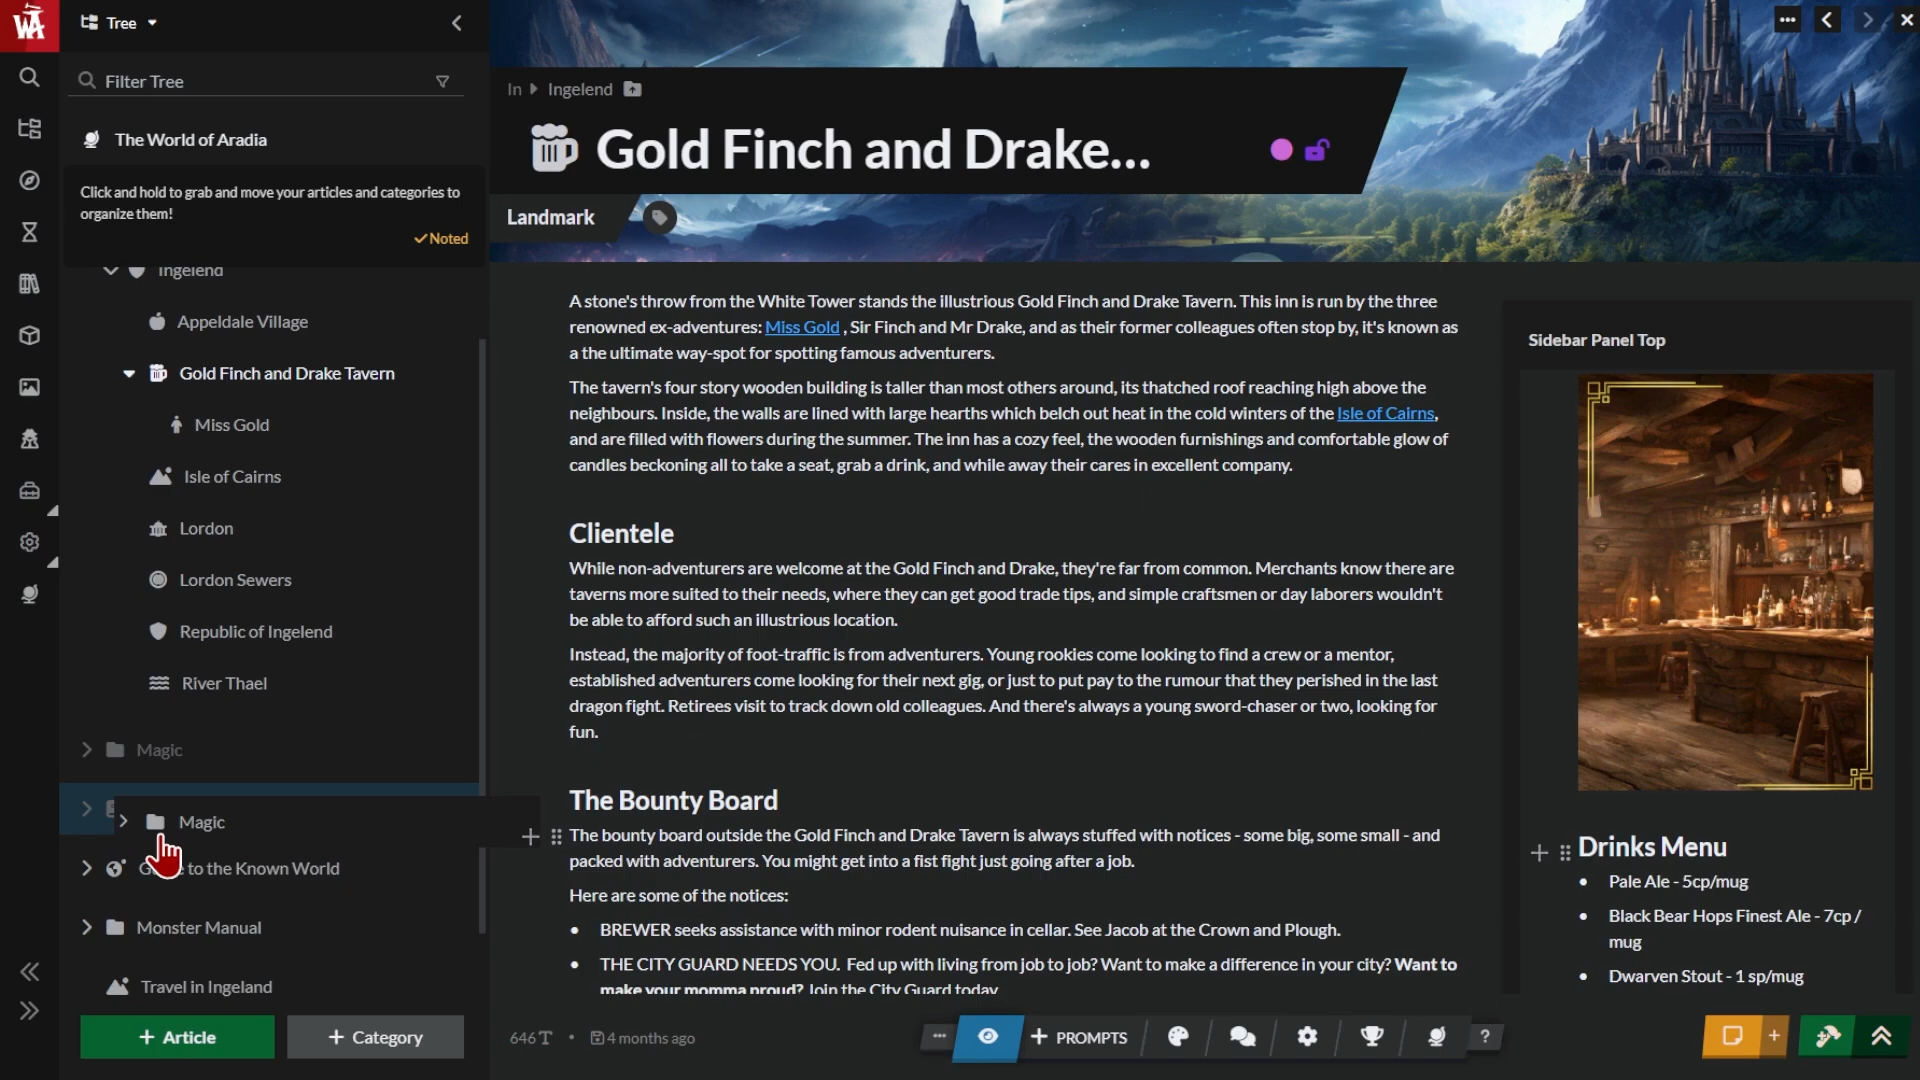 Tree
Filter Tree
The World of Aradia
Click and hold to grab and move your articles and categories to
organize them!
Noted
Ingelend
Appeldale Village
Gold Finch and Drake Tavern
Miss Gold
Isle of Cairns
Lordon
Lordon Sewers
Republic of Ingelend
River Thael
Magic
Magic
to the Known World
Monster Manual
Travel in Ingeland
+ Article
+ Category
In Ingelend
Gold Finch and Drake...
Landmark
A stone's throw from the White Tower stands the illustrious Gold Finch and Drake Tavern. This inn is run by the three
renowned ex-adventures: Miss Gold , Sir Finch and Mr Drake, and as their former colleagues often stop by, it's known as
a the ultimate way-spot for spotting famous adventurers.
The tavern's four story wooden building is taller than most others around, its thatched roof reaching high above the
neighbours. Inside, the walls are lined with large hearths which belch out heat in the cold winters of the Isle of Cairns,
and are filled with flowers during the summer. The inn has a cozy feel, the wooden furnishings and comfortable glow of
candles beckoning all to take a seat, grab a drink, and while away their cares in excellent company.
Clientele
While non-adventurers are welcome at the Gold Finch and Drake, they're far from common. Merchants know there are
taverns more suited to their needs, where they can get good trade tips, and simple craftsmen or day laborers wouldn't
be able to afford such an illustrious location.
Instead, the majority of foot-traffic is from adventurers. Young rookies come looking to find a crew or a mentor,
established adventurers come looking for their next gig, or just to put pay to the rumour that they perished in the last
dragon fight. Retirees visit to track down old colleagues. And there's always a young sword-chaser or two, looking for
fun.
The Bounty Board
The bounty board outside the Gold Finch and Drake Tavern is always stuffed with notices - some big, some small - and
packed with adventurers. You might get into a fist fight just going after a job.
Here are some of the notices:
• BREWER seeks assistance with minor rodent nuisance in cellar. See Jacob at the Crown and Plough.
• THE CITY GUARD NEEDS YOU. Fed up with living from job to job? Want to make a difference in your city? Want to
make your momma proud? Join the City Guard today
Sidebar Panel Top
Drinks Menu
• Pale Ale - 5cp/mug
• Black Bear Hops Finest Ale - 7cp /
mug
• Dwarven Stout - 1 sp/mug
646 • 4 months ago
+ PROMPTS
?